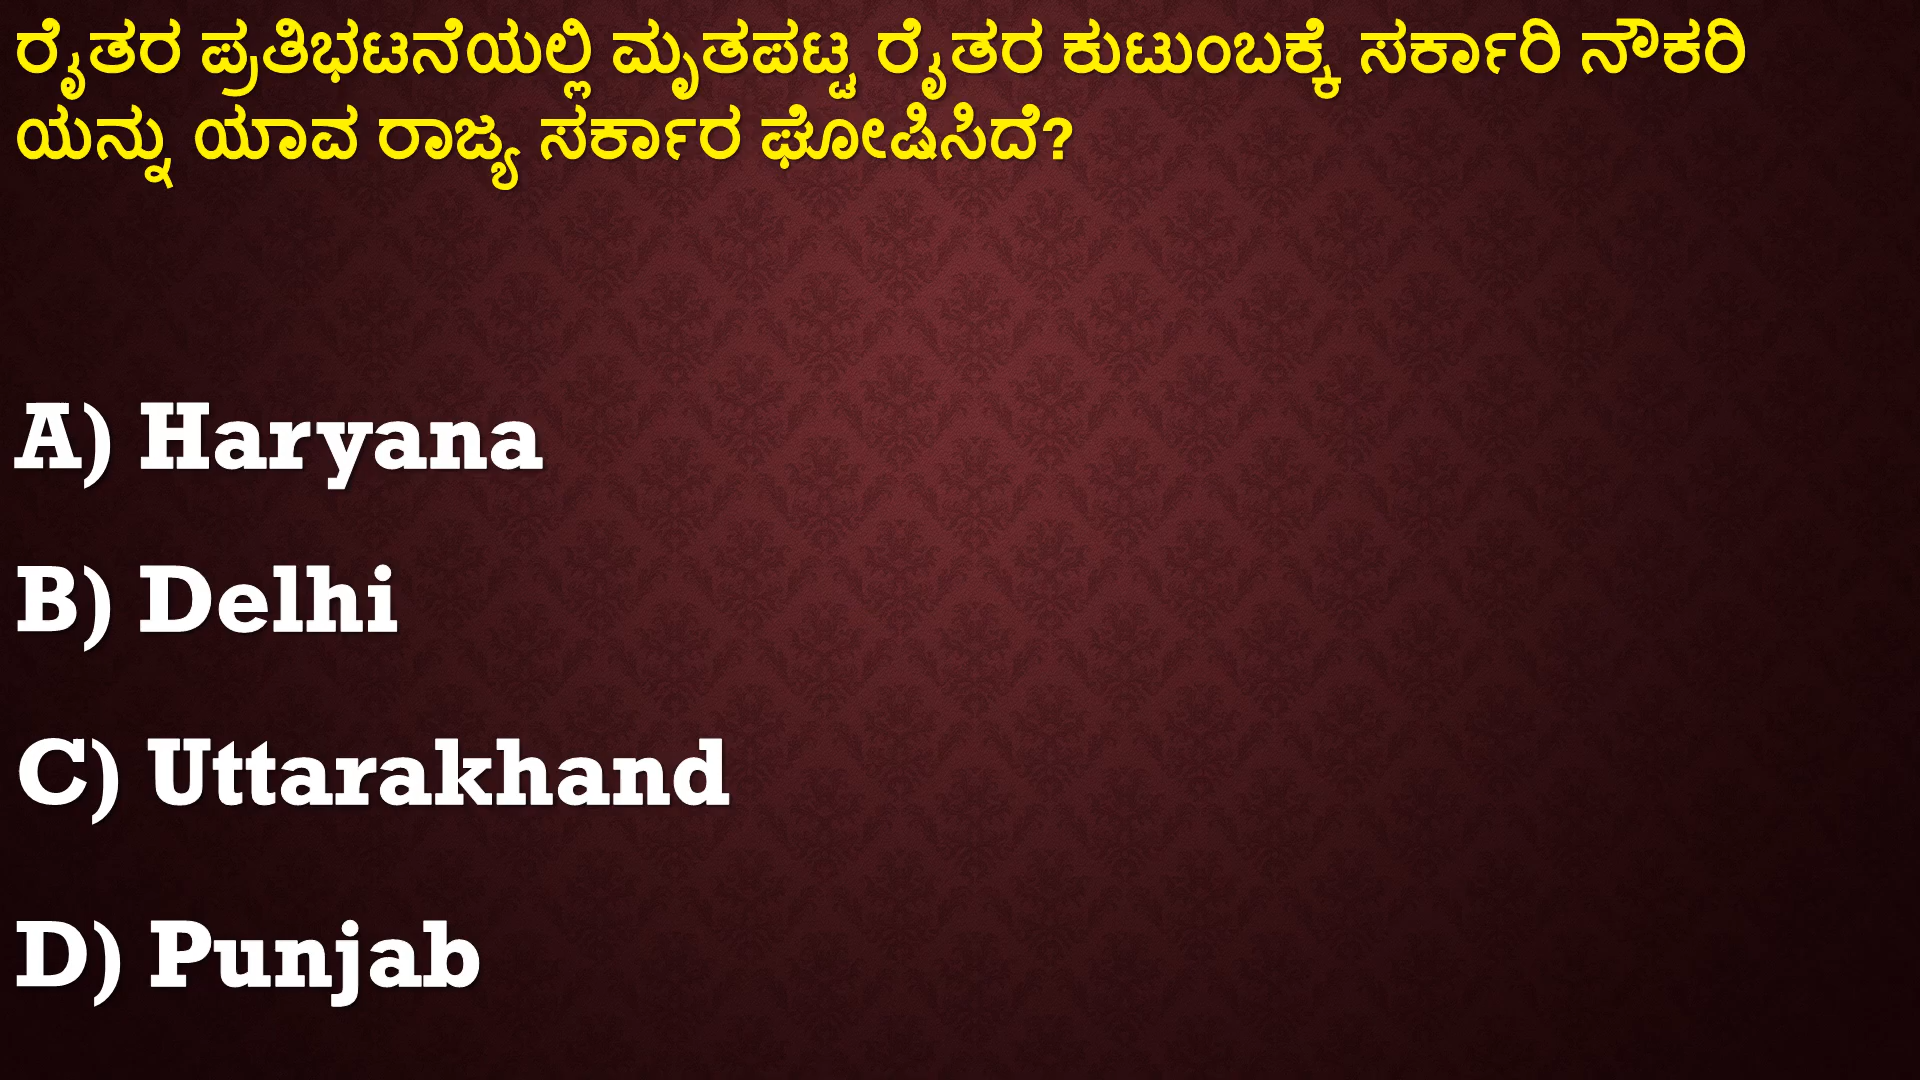 ರೈತರ ಪ್ರತಿಭಟನೆಯಲ್ಲಿ ಮೃತಪಟ್ಟ ರೈತರ ಕುಟುಂಬಕ್ಕೆ ಸರ್ಕಾರಿ ನೌಕರಿ
ಯನ್ನು ಯಾವ ರಾಜ್ಯ ಸರ್ಕಾರ ಘೋಷಿಸಿದೆ?
A) Haryana
B) Delhi
C) Uttarakhand
D) Punjab